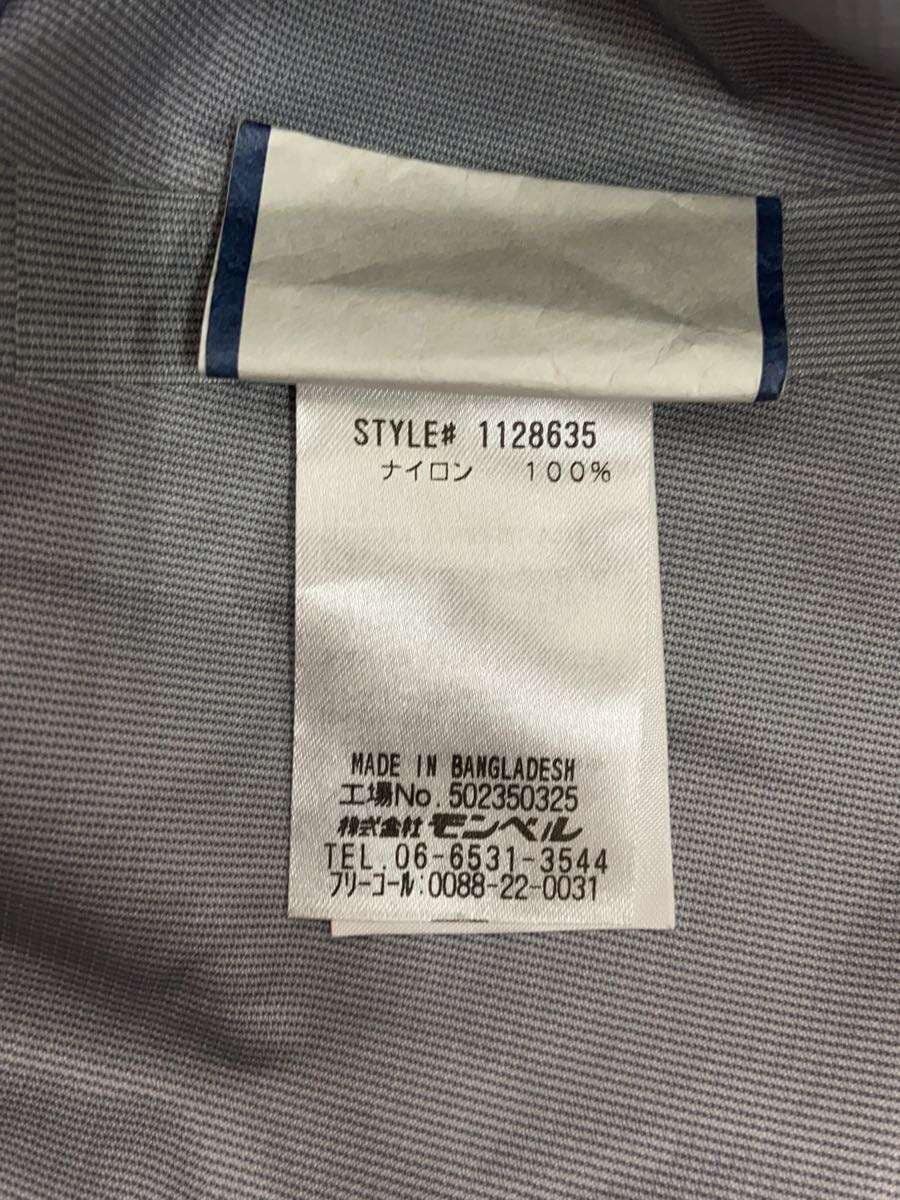 STYLE# 1128635
ナイロン 100%
MADE IN BANGLADESH
工場No.502350325
株式会社モンベル
TEL.06-6531-3544
フリーコール:0088-22-0031